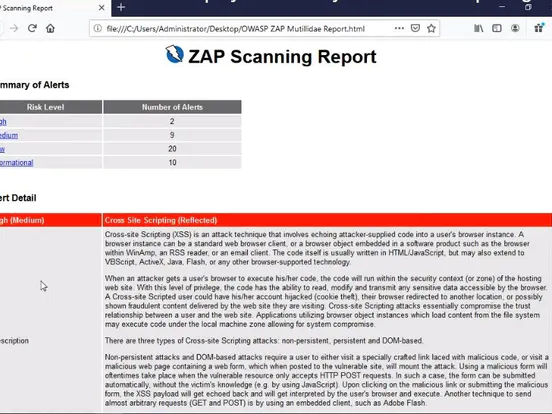 ZAP Scanning Report
file:///C:/Users/Administrator/Desktop/OWASP ZAP Mutillidae Report.html
ZAP Scanning Report
mmary of Alerts
Risk Level Number of Alerts
gh 2
edium 9
w 20
formational 10
ert Detail
gh (Medium) Cross Site Scripting (Reflected)
Cross-site Scripting (XSS) is an attack technique that involves echoing attacker-supplied code into a user's browser instance. A
browser instance can be a standard web browser client, or a browser object embedded in a software product such as the browser
within WinAmp, an RSS reader, or an email client. The code itself is usually written in HTML/JavaScript, but may also extend to
VBScript, ActiveX, Java, Flash, or any other browser-supported technology.
When an attacker gets a user's browser to execute his/her code, the code will run within the security context (or zone) of the hosting
web site. With this level of privilege, the code has the ability to read, modify and transmit any sensitive data accessible by the browser.
A Cross-site Scripted user could have his/her account hijacked (cookie theft), their browser redirected to another location, or possibly
shown fraudulent content delivered by the web site they are visiting. Cross-site Scripting attacks essentially compromise the trust
relationship between a user and the web site. Applications utilizing browser object instances which load content from the file system
may execute code under the local machine zone allowing for system compromise.
escription There are three types of Cross-site Scripting attacks: non-persistent, persistent and DOM-based.
Non-persistent attacks and DOM-based attacks require a user to either visit a specially crafted link laced with malicious code, or visit a
malicious web page containing a web form, which when posted to the vulnerable site, will mount the attack. Using a malicious form will
oftentimes take place when the vulnerable resource only accepts HTTP POST requests. In such a case, the form can be submitted
automatically, without the victim's knowledge (e.g. by using JavaScript). Upon clicking on the malicious link or submitting the malicious
form, the XSS payload will get echoed back and will get interpreted by the user's browser and execute. Another technique to send
almost arbitrary requests (GET and POST) is by using an embedded client, such as Adobe Flash.